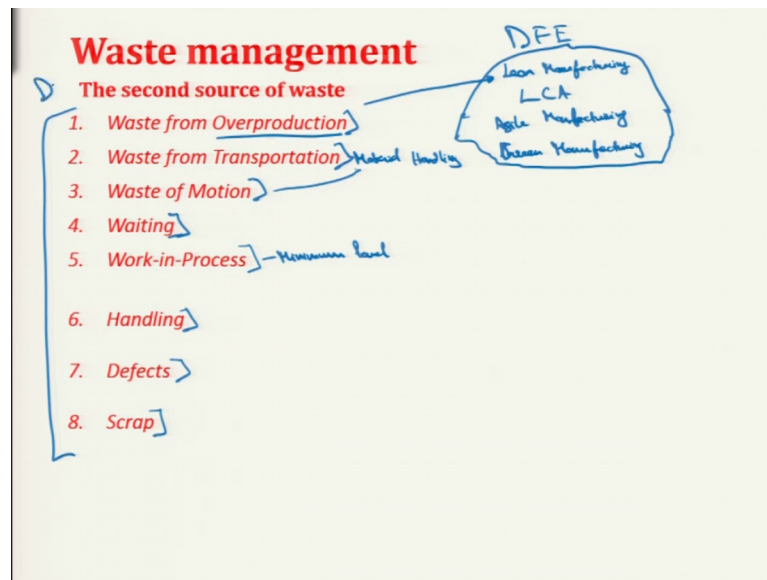 Waste management
DFE
Lean Manufacturing
LCA
Agile Manufacturing
Green Manufacturing
D
The second source of waste
1. Waste from Overproduction
2. Waste from Transportation Material Handling
3. Waste of Motion
4. Waiting
5. Work-in-Process - Minimum level
6. Handling
7. Defects
8. Scrap